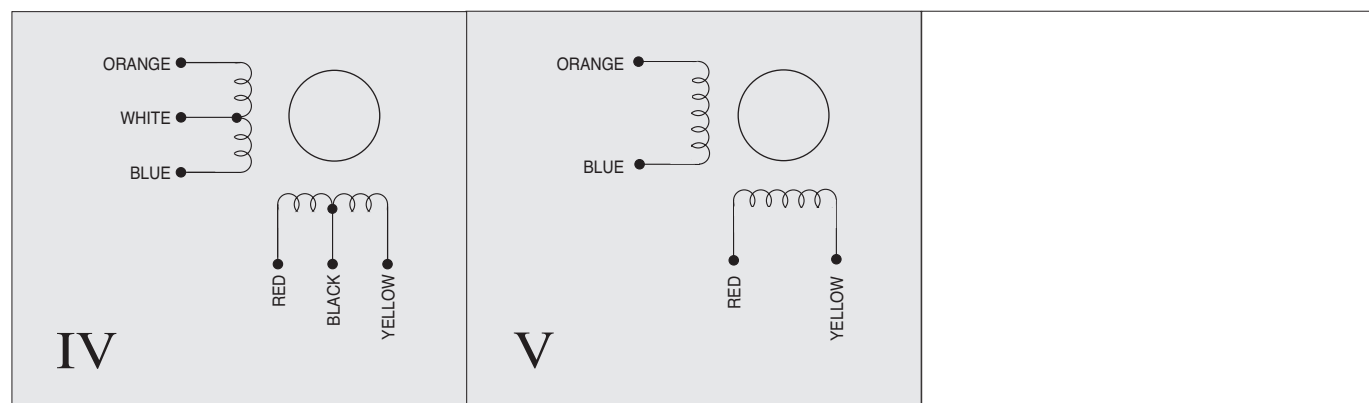 ORANGE
WHITE
BLUE
RED
BLACK
YELLOW
IV
ORANGE
BLUE
RED
YELLOW
V